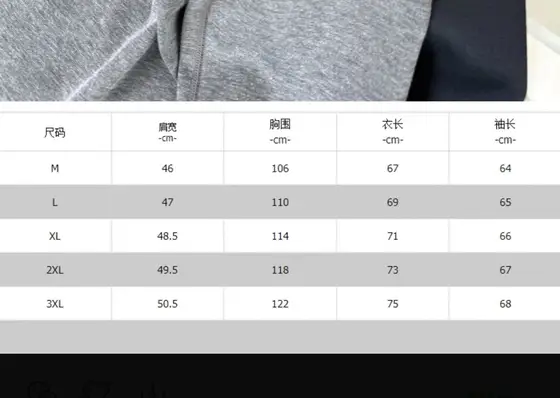 尺码 肩宽 -cm- 胸围 -cm- 衣长 -cm- 袖长 -cm-
M 46 106 67 64
L 47 110 69 65
XL 48.5 114 71 66
2XL 49.5 118 73 67
3XL 50.5 122 75 68